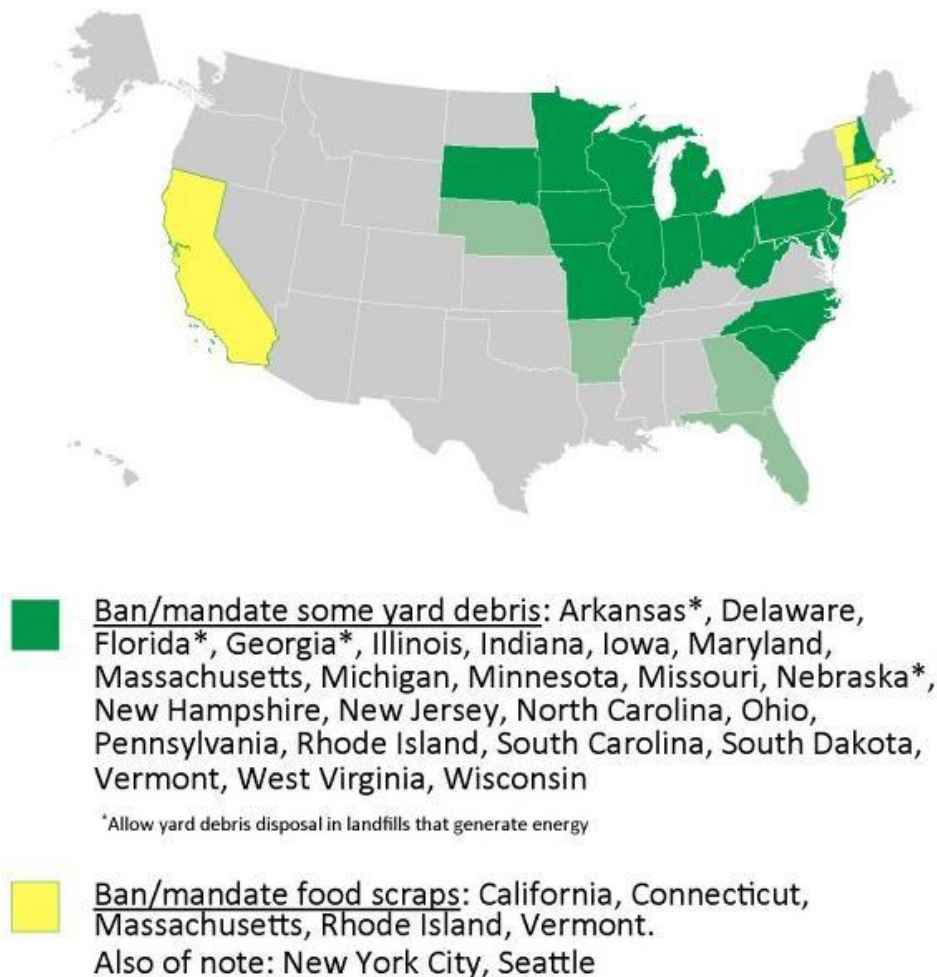 Ban/mandate some yard debris: Arkansas*, Delaware,
Florida*, Georgia*, Illinois, Indiana, Iowa, Maryland,
Massachusetts, Michigan, Minnesota, Missouri, Nebraska*,
New Hampshire, New Jersey, North Carolina, Ohio,
Pennsylvania, Rhode Island, South Carolina, South Dakota,
Vermont, West Virginia, Wisconsin
*Allow yard debris disposal in landfills that generate energy
Ban/mandate food scraps: California, Connecticut,
Massachusetts, Rhode Island, Vermont.
Also of note: New York City, Seattle